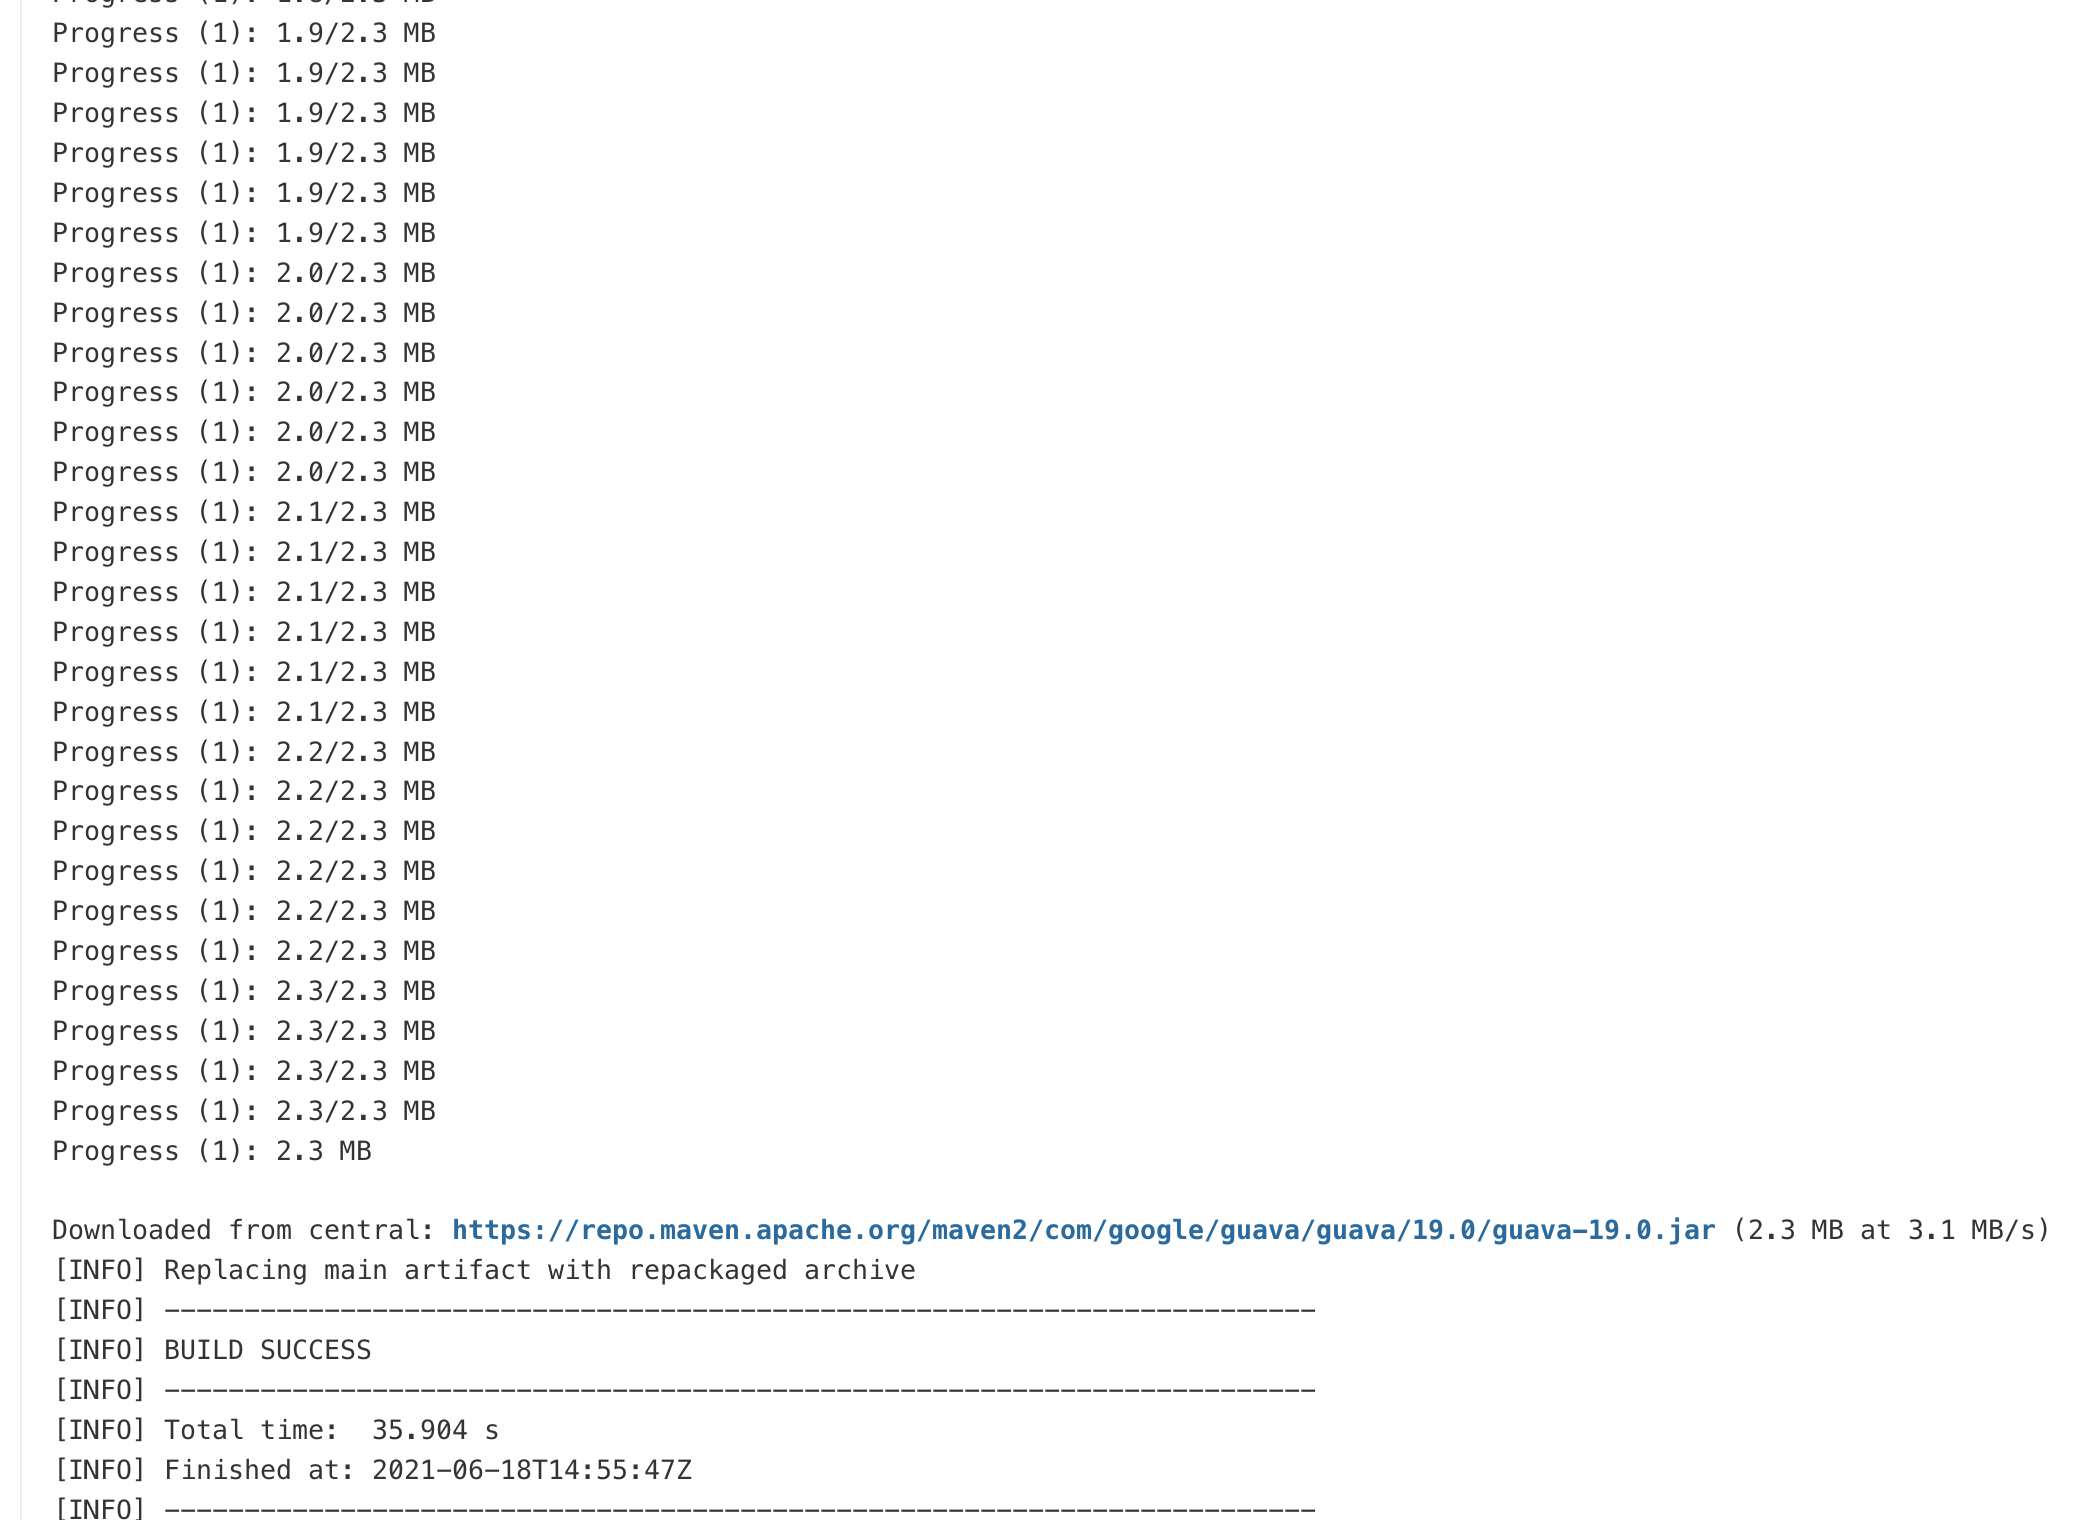 Progress (1): 1.9/2.3 MB
Progress (1): 1.9/2.3 MB
Progress (1): 1.9/2.3 MB
Progress (1): 1.9/2.3 MB
Progress (1): 1.9/2.3 MB
Progress (1): 1.9/2.3 MB
Progress (1): 2.0/2.3 MB
Progress (1): 2.0/2.3 MB
Progress (1): 2.0/2.3 MB
Progress (1): 2.0/2.3 MB
Progress (1): 2.0/2.3 MB
Progress (1): 2.0/2.3 MB
Progress (1): 2.1/2.3 MB
Progress (1): 2.1/2.3 MB
Progress (1): 2.1/2.3 MB
Progress (1): 2.1/2.3 MB
Progress (1): 2.1/2.3 MB
Progress (1): 2.1/2.3 MB
Progress (1): 2.2/2.3 MB
Progress (1): 2.2/2.3 MB
Progress (1): 2.2/2.3 MB
Progress (1): 2.2/2.3 MB
Progress (1): 2.2/2.3 MB
Progress (1): 2.2/2.3 MB
Progress (1): 2.3/2.3 MB
Progress (1): 2.3/2.3 MB
Progress (1): 2.3/2.3 MB
Progress (1): 2.3/2.3 MB
Progress (1): 2.3 MB
Downloaded from central: https://repo.maven.apache.org/maven2/com/google/guava/guava/19.0/guava-19.0.jar (2.3 MB at 3.1 MB/s)
[INFO] Replacing main artifact with repackaged archive
[INFO] ------------------------------------------------------------------------
[INFO] BUILD SUCCESS
[INFO] ------------------------------------------------------------------------
[INFO] Total time:  35.904 s
[INFO] Finished at: 2021-06-18T14:55:47Z
[INFO] ------------------------------------------------------------------------